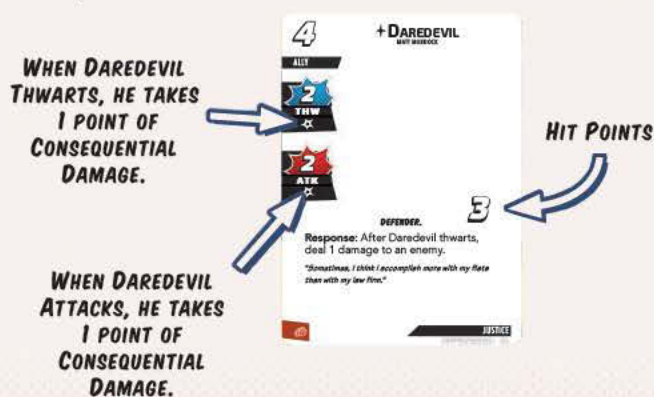 4
DAREDEVIL
MATT MURDOCK
ALLY
2
THW
2
ATK
WHEN DAREDEVIL
THWARTS, HE TAKES
1 POINT OF
CONSEQUENTIAL
DAMAGE.
HIT POINTS
3
DEFENDER.
Response: After Daredevil thwarts,
deal 1 damage to an enemy.
"Sometimes, I think I accomplish more with my fists
than with my law firm."
WHEN DAREDEVIL
ATTACKS, HE TAKES
1 POINT OF
CONSEQUENTIAL
DAMAGE.
JUSTICE